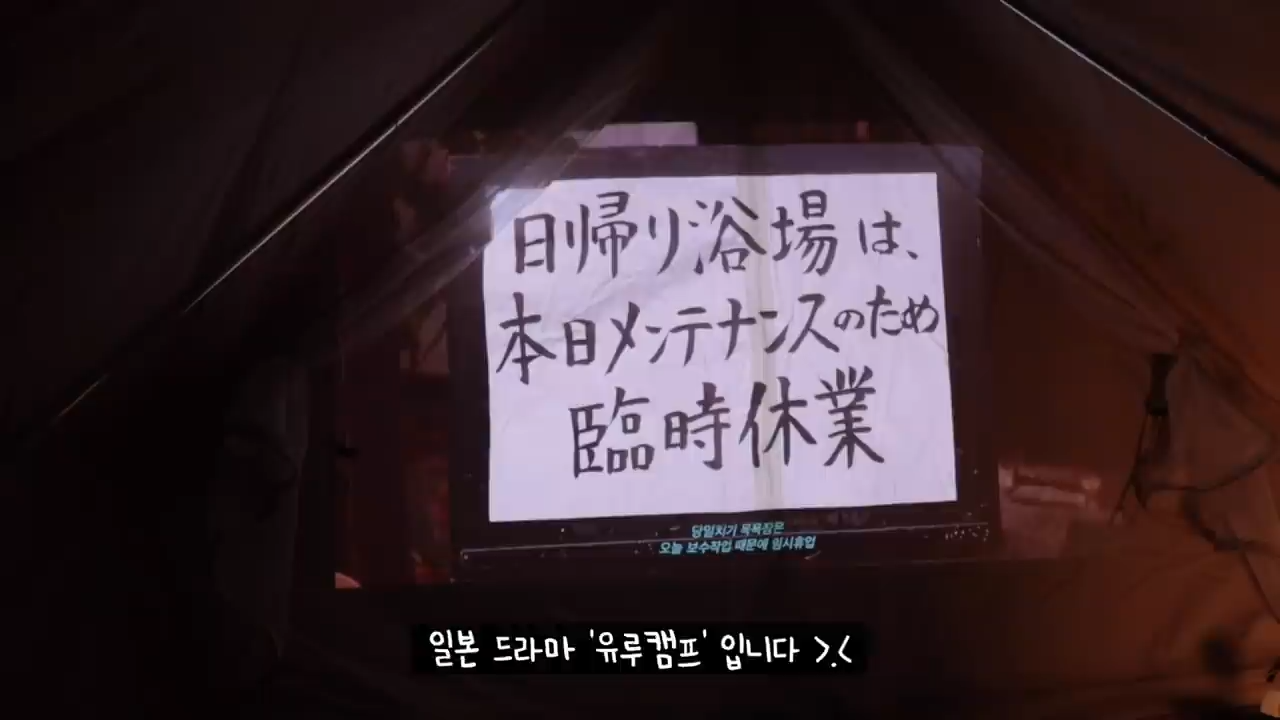 日帰り浴場は、
本日メンテナンスのため
臨時休業
당일치기 목욕장은
오늘 보수작업 때문에 임시휴업
일본 드라마 '유루캠프' 입니다 >.<